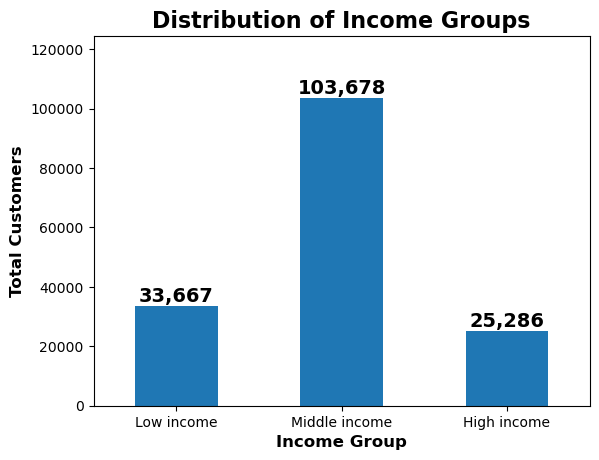 Distribution of Income Groups
120000
100000
80000
60000
40000
20000
0
Total Customers
33,667
103,678
25,286
Low income
Middle income
High income
Income Group